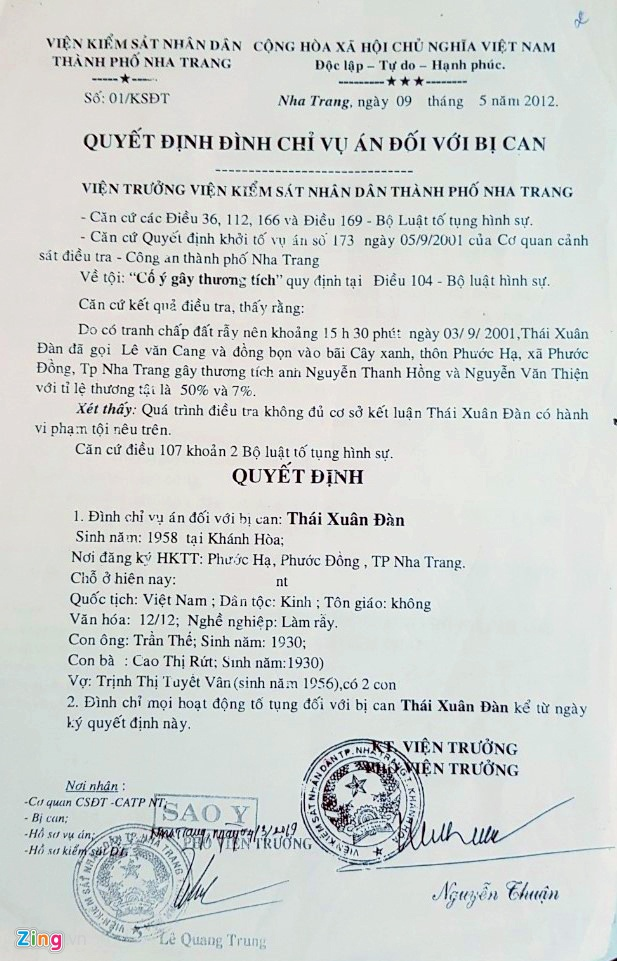 2
VIỆN KIỂM SÁT NHÂN DÂN CỘNG HÒA XÃ HỘI CHỦ NGHĨA VIỆT NAM
THÀNH PHỐ NHA TRANG Độc lập – Tự do – Hạnh phúc.
Số: 01/KSĐT Nha Trang, ngày 09 tháng 5 năm 2012.
QUYẾT ĐỊNH ĐÌNH CHỈ VỤ ÁN ĐỐI VỚI BỊ CAN
VIỆN TRƯỞNG VIỆN KIỂM SÁT NHÂN DÂN THÀNH PHỐ NHA TRANG
- Căn cứ các Điều 36, 112, 166 và Điều 169 - Bộ Luật tố tụng hình sự.
- Căn cứ Quyết định khởi tố vụ án số 173 ngày 05/9/2001 của Cơ quan cảnh
sát điều tra - Công an thành phố Nha Trang
Về tội: "Cố ý gây thương tích" quy định tại Điều 104 - Bộ luật hình sự.
Căn cứ kết quả điều tra, thấy rằng:
Do có tranh chấp đất rẫy nên khoảng 15 h 30 phút ngày 03/ 9/ 2001,Thái Xuân
Đàn đã gọi Lê văn Cang và đồng bọn vào bãi Cây xanh, thôn Phước Hạ, xã Phước
Đồng, Tp Nha Trang gây thương tích anh Nguyễn Thanh Hồng và Nguyễn Văn Thiện
với tỉ lệ thương tật là 50% và 7%.
Xét thấy: Quá trình điều tra không đủ cơ sở kết luận Thái Xuân Đàn có hành
vi phạm tội nêu trên.
Căn cứ điều 107 khoản 2 Bộ luật tố tụng hình sự.
QUYẾT ĐỊNH
1. Đình chỉ vụ án đối với bị can: Thái Xuân Đàn
Sinh năm: 1958 tại Khánh Hòa;
Nơi đăng ký HKTT: Phước Hạ, Phước Đồng , TP Nha Trang.
Chỗ ở hiện nay: nt
Quốc tịch: Việt Nam ; Dân tộc: Kinh ; Tôn giáo: không
Văn hóa: 12/12; Nghề nghiệp: Làm rẫy.
Con ông: Trần Thế; Sinh năm: 1930;
Con bà : Cao Thị Rứt; Sinh năm:1930)
Vợ: Trịnh Thị Tuyết Vân(sinh năm 1956),có 2 con
2. Đình chỉ mọi hoạt động tố tụng đối với bị can Thái Xuân Đàn kể từ ngày
ký quyết định này.
KT. VIỆN TRƯỞNG
PHÓ VIỆN TRƯỞNG
Nơi nhận :
-Cơ quan CSĐT -CATP NT;
- Bị can;
-Hồ sơ vụ án;
-Hồ sơ kiểm sát ĐT.
SAO Y
Nha Trang, ngày 04/3/2019
PHÓ VIỆN TRƯỞNG
Nguyễn Thuận
Lê Quang Trung
Zing